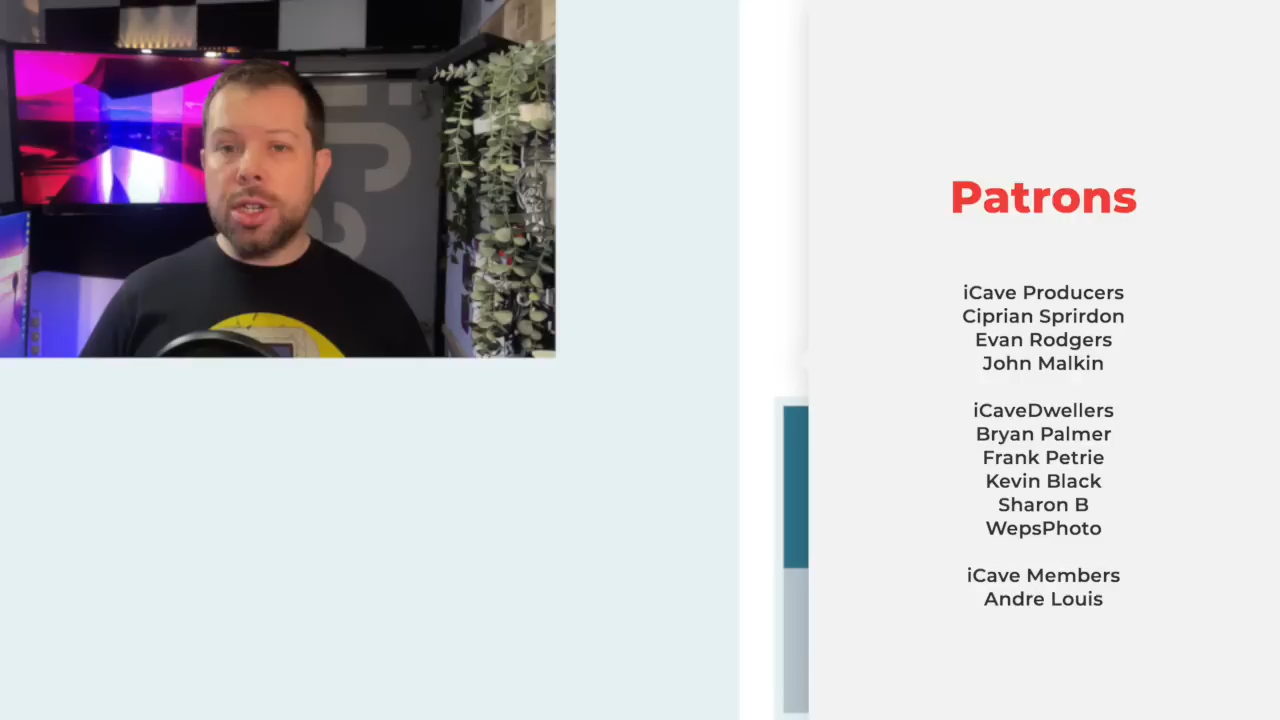 Patrons
iCave Producers
Ciprian Sprirdon
Evan Rodgers
John Malkin
iCaveDwellers
Bryan Palmer
Frank Petrie
Kevin Black
Sharon B
WepsPhoto
iCave Members
Andre Louis